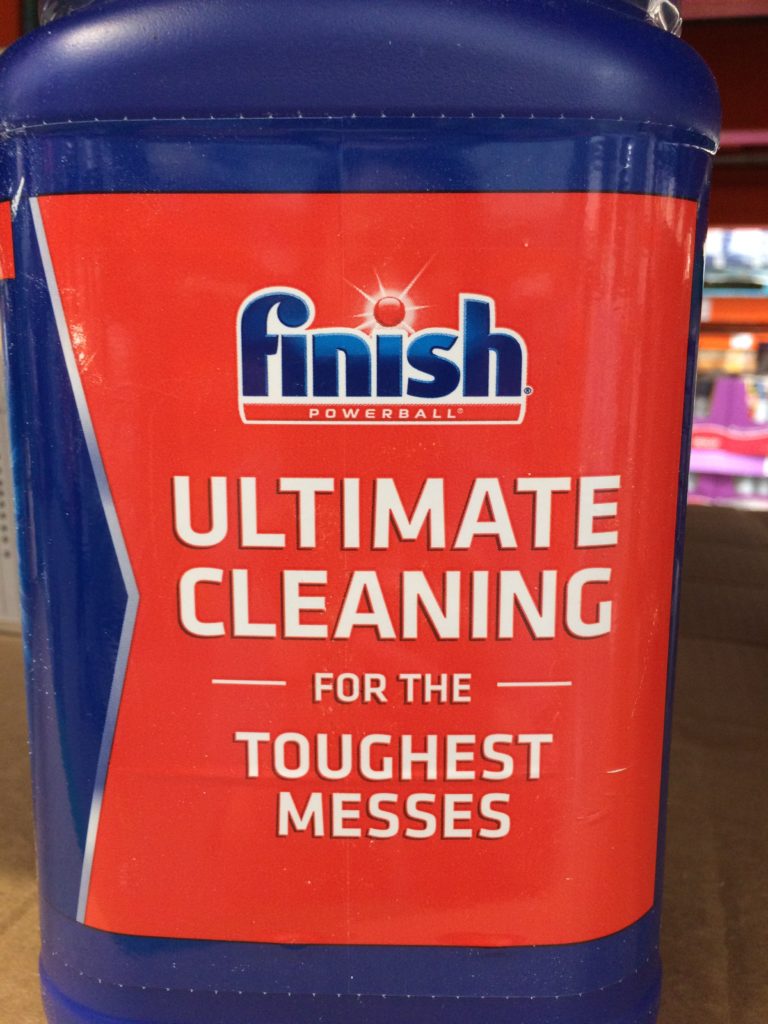 finish®
POWERBALL®
ULTIMATE
CLEANING
FOR THE
TOUGHEST
MESSES